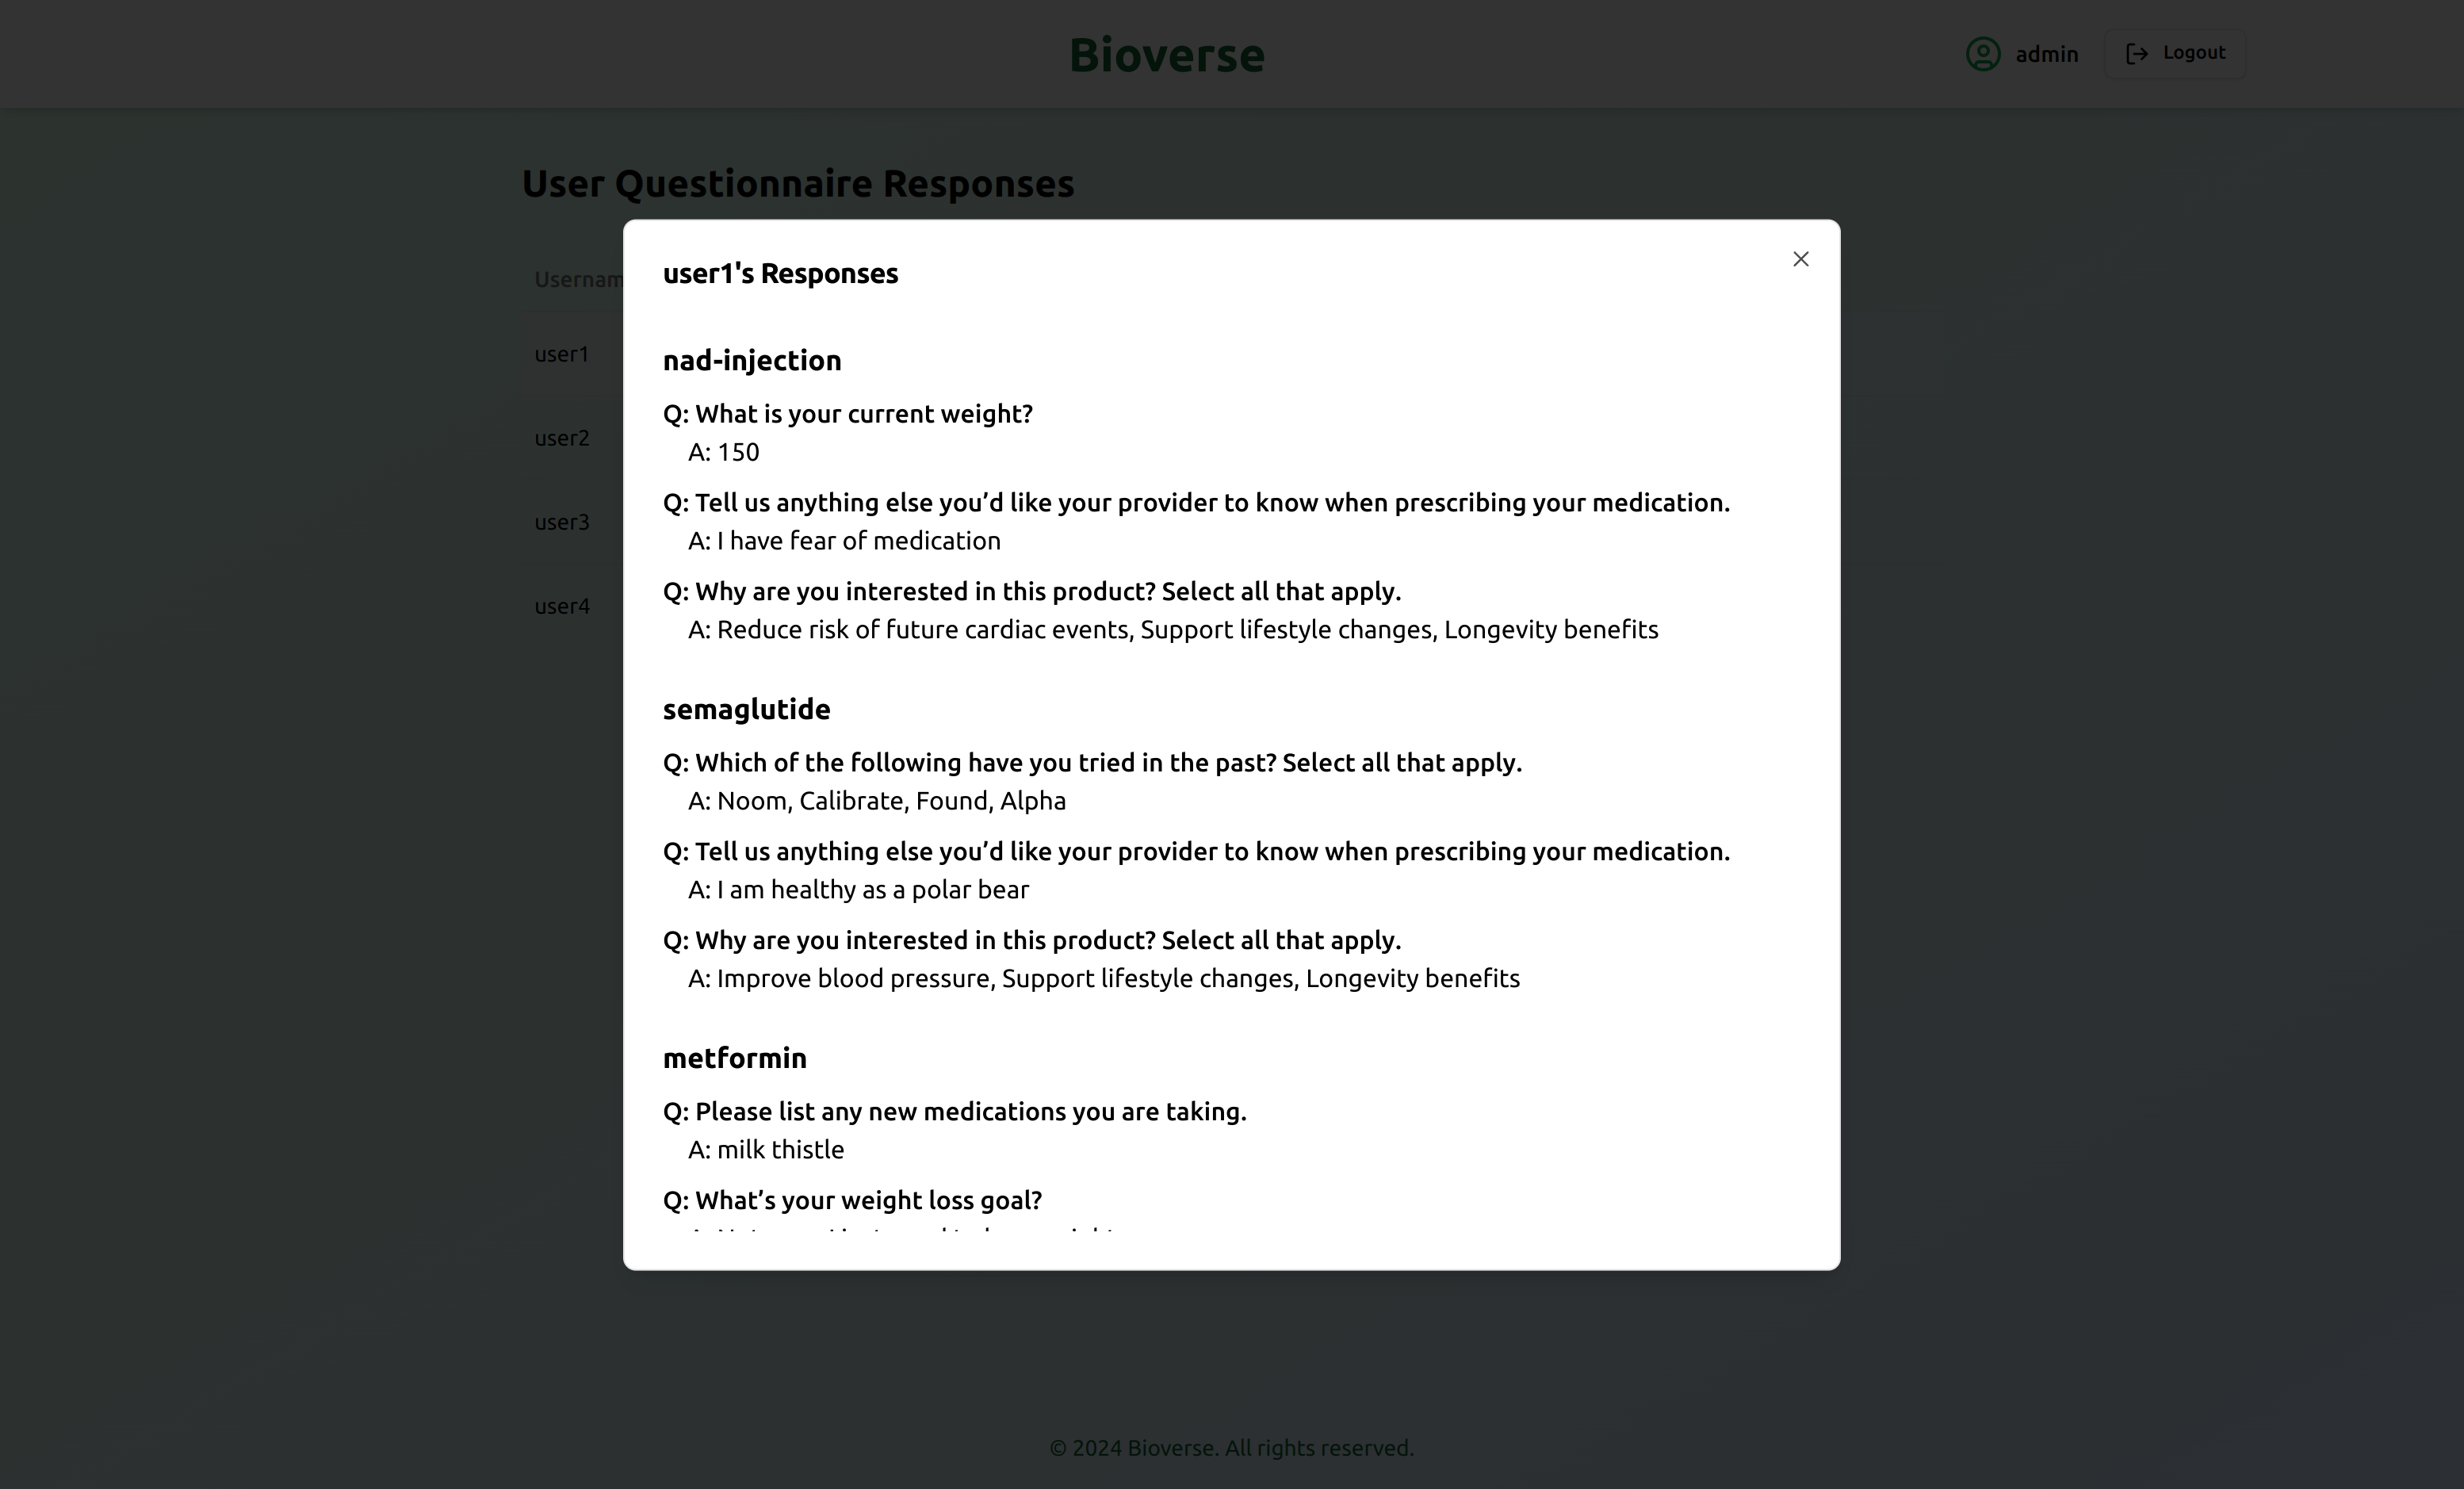 Bioverse
admin
Logout
User Questionnaire Responses
Usernam
user1
user2
user3
user4
user1's Responses
nad-injection
Q: What is your current weight?
A: 150
Q: Tell us anything else you’d like your provider to know when prescribing your medication.
A: I have fear of medication
Q: Why are you interested in this product? Select all that apply.
A: Reduce risk of future cardiac events, Support lifestyle changes, Longevity benefits
semaglutide
Q: Which of the following have you tried in the past? Select all that apply.
A: Noom, Calibrate, Found, Alpha
Q: Tell us anything else you’d like your provider to know when prescribing your medication.
A: I am healthy as a polar bear
Q: Why are you interested in this product? Select all that apply.
A: Improve blood pressure, Support lifestyle changes, Longevity benefits
metformin
Q: Please list any new medications you are taking.
A: milk thistle
Q: What’s your weight loss goal?
© 2024 Bioverse. All rights reserved.